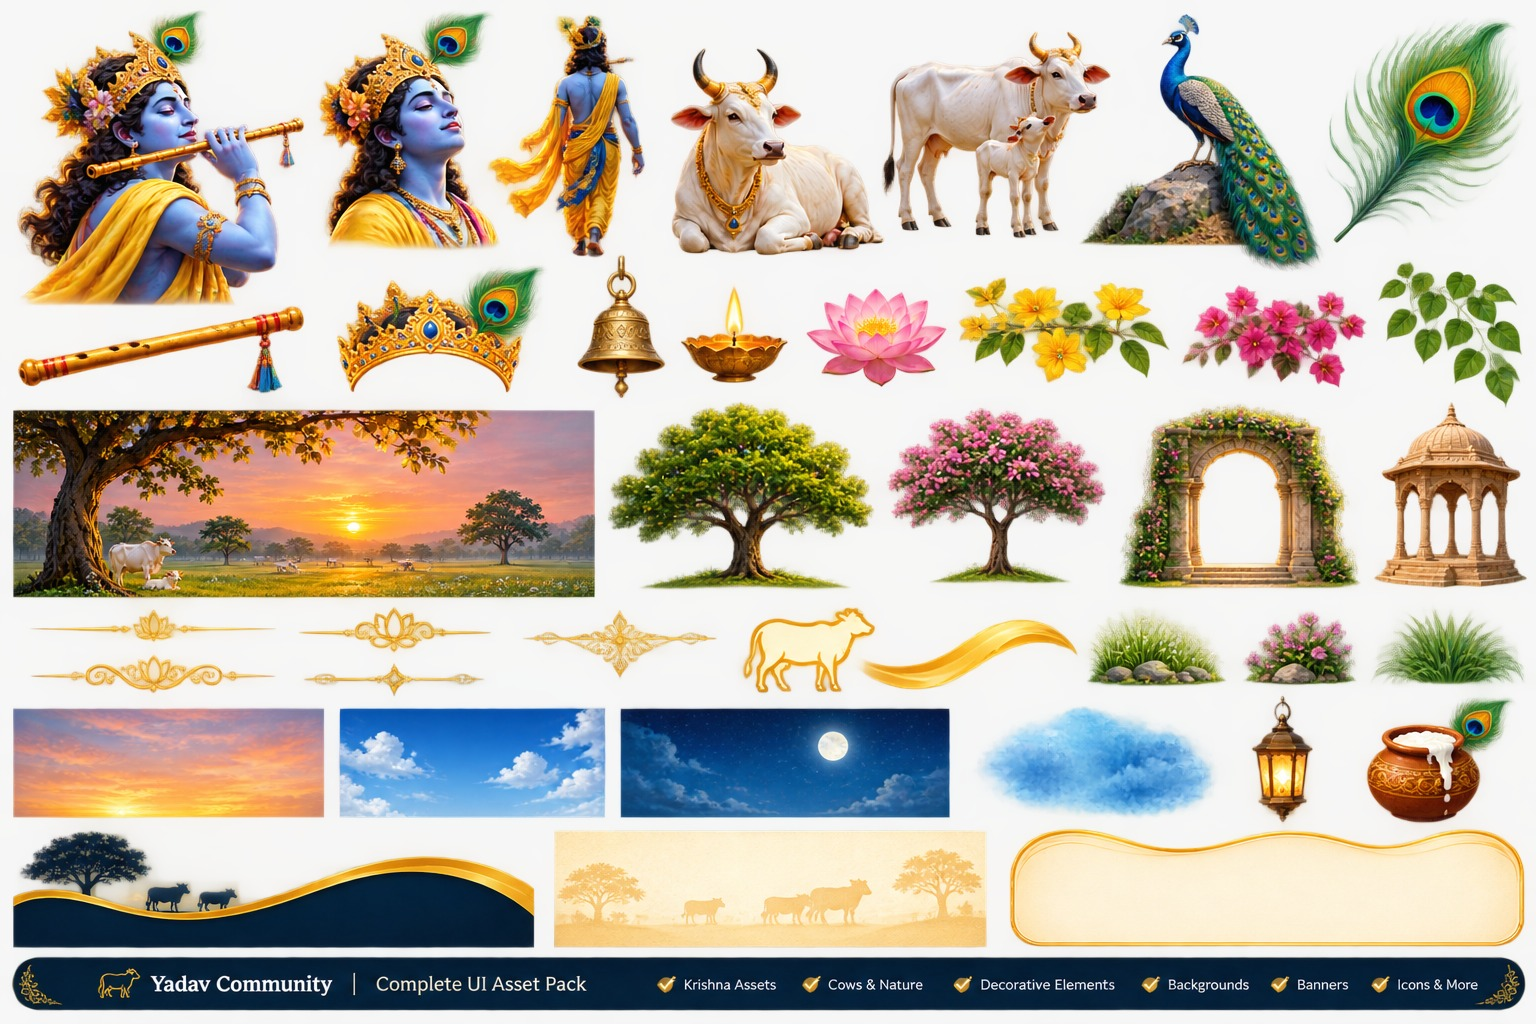 Yadav Community | Complete UI Asset Pack
Krishna Assets
Cows & Nature
Decorative Elements
Backgrounds
Banners
Icons & More